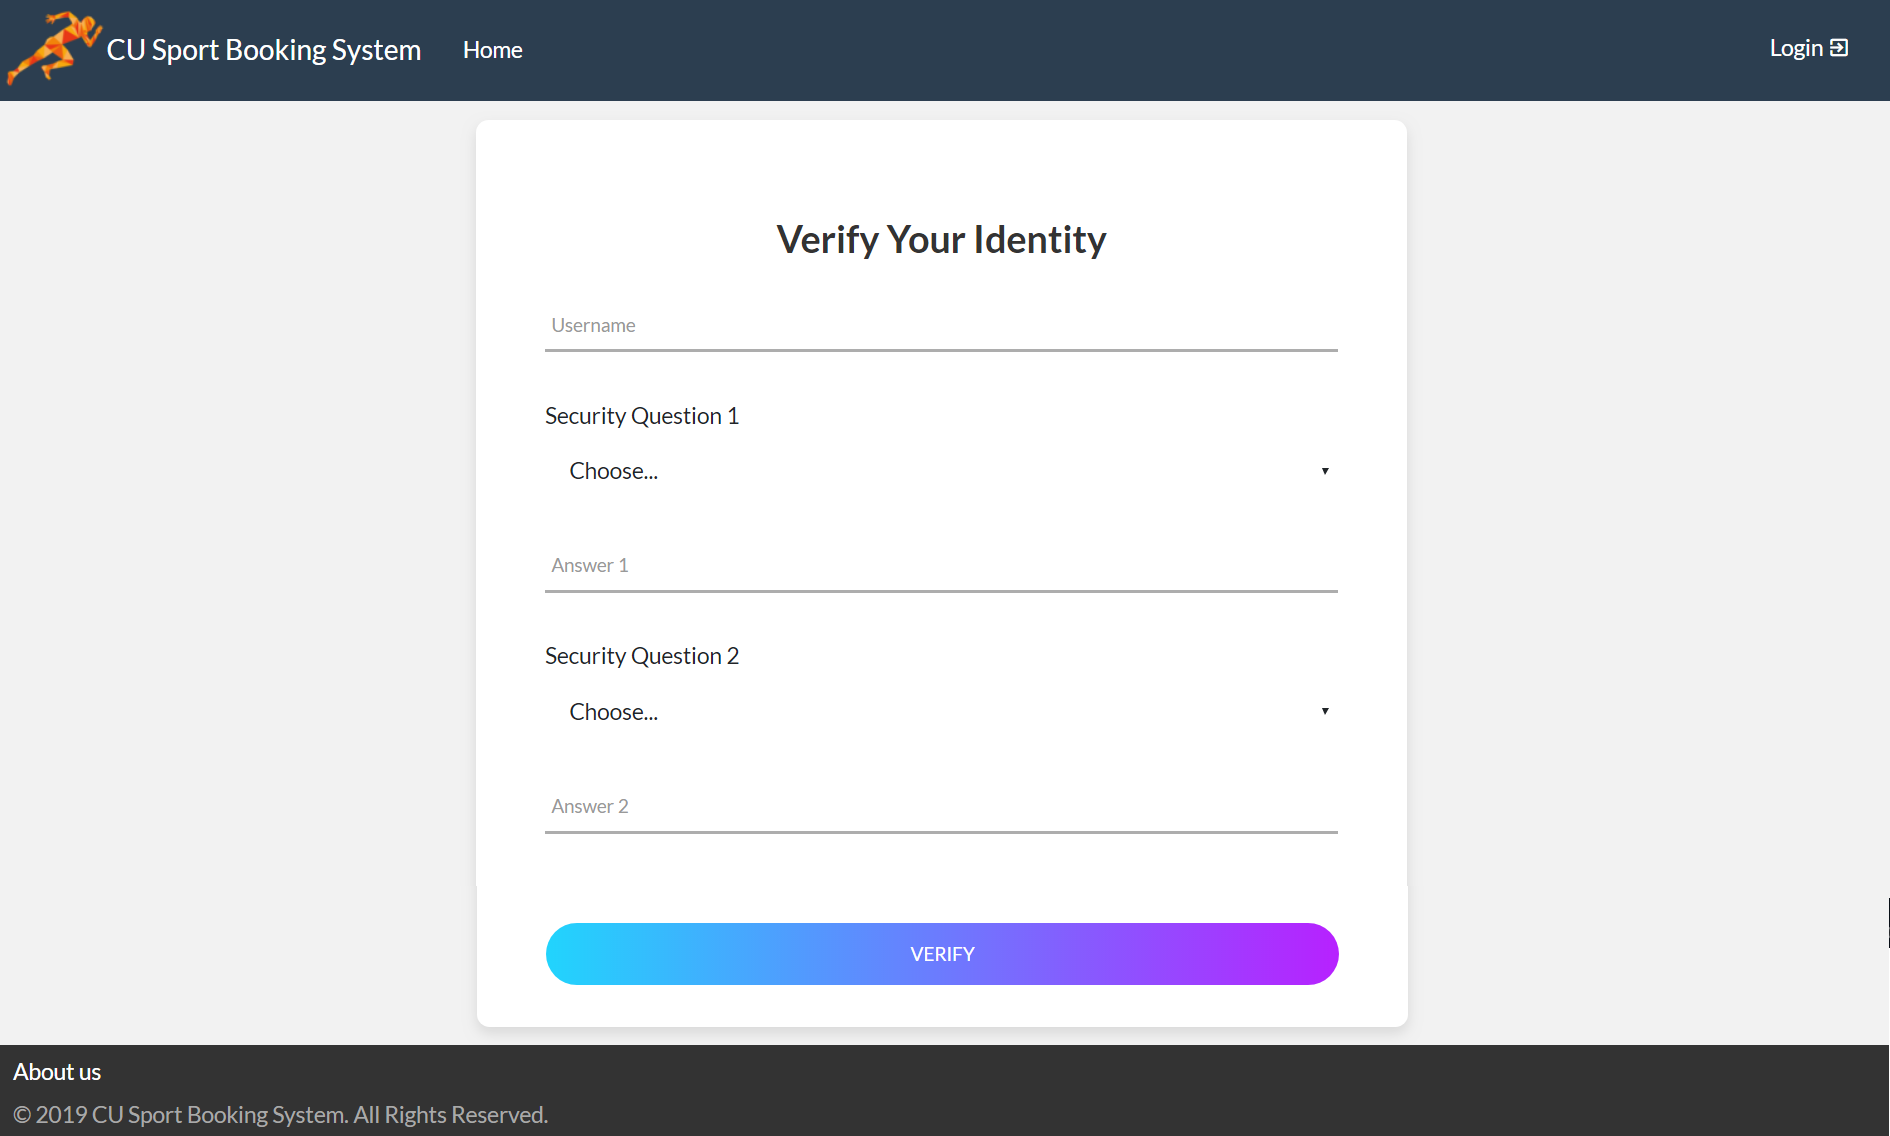 CU Sport Booking System Home Login
Verify Your Identity
Username
Security Question 1
Choose...
Answer 1
Security Question 2
Choose...
Answer 2
VERIFY
About us
© 2019 CU Sport Booking System. All Rights Reserved.